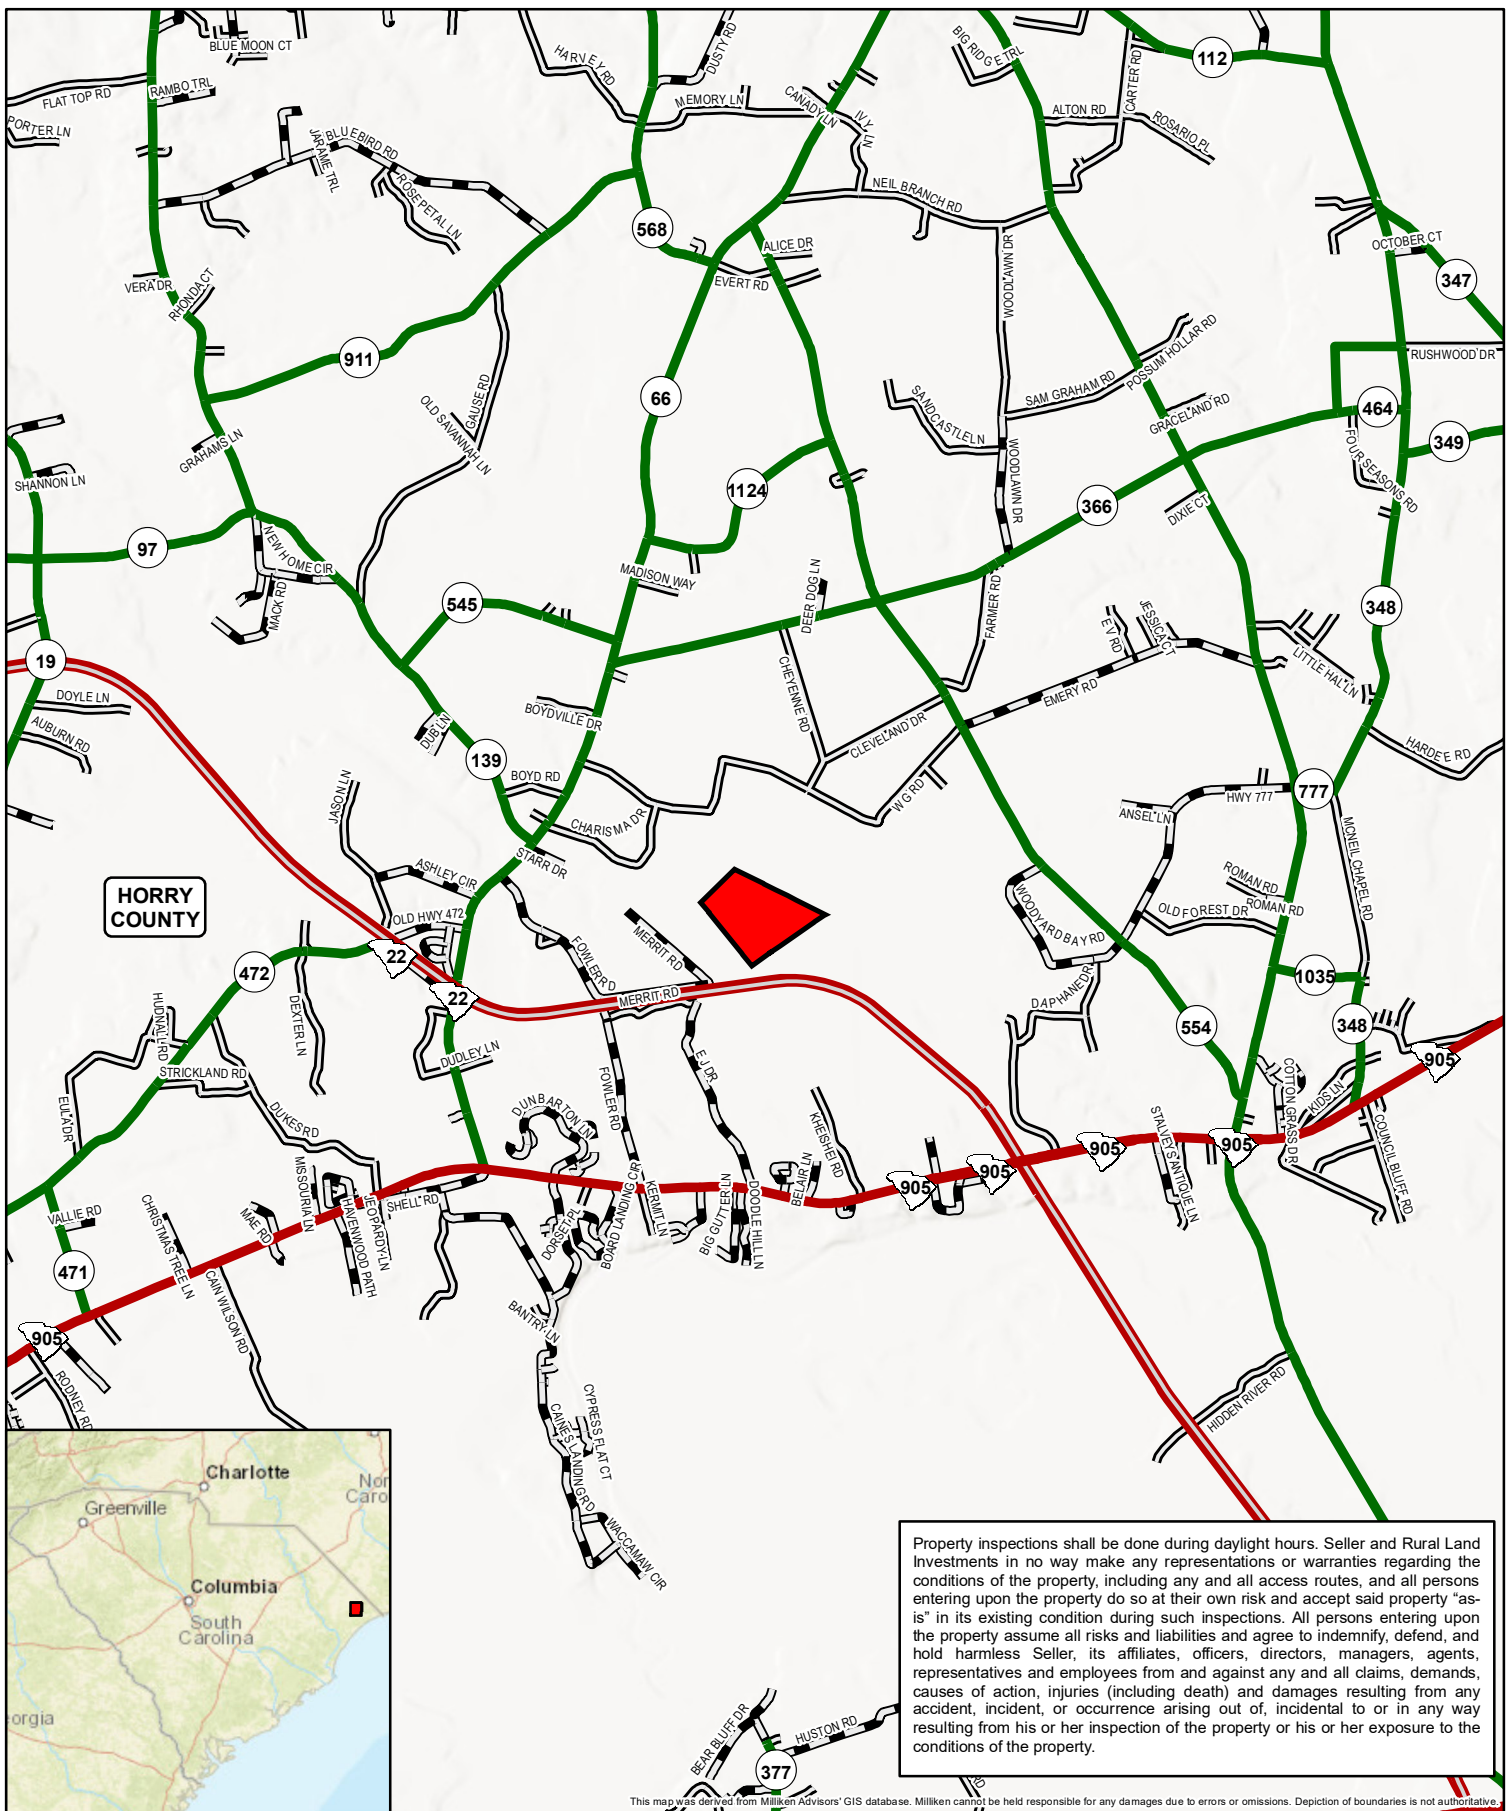 BLUE MOON CT
HARVEY RD
DUSTY RD
BIG RIDGE TRL
112
CARTER RD
FLAT TOP RD
RAMBO TRL
MEMORY LN
CANADY LN
IVY LN
ALTON RD
ROSARIO PL
PORTER LN
BLUEBIRD RD
JARAME TRL
ROSEPETAL LN
NEIL BRANCH RD
568
ALICE DR
OCTOBER CT
VERA DR
RHONDA CT
EVERT RD
WOODLAWN DR
347
911
POSSUM HOLLAR RD
RUSHWOOD DR
66
GAUSE RD
OLD SAVANNAH LN
SANDCASTLE LN
SAM GRAHAM RD
GRACELAND RD
464
GRAHAMS LN
349
SHANNON LN
FOUR SEASONS RD
WOODLAWN DR
1124
366
DIXIE CT
97
NEW HOME CIR
MACK RD
MADISON WAY
545
DEER DOG LN
FARMER RD
348
E V RD
JESSICA CT
19
LITTLE HAL LN
DOYLE LN
CHEYENNE RD
EMERY RD
AUBURN RD
BOYDVILLE DR
DUB LN
CLEVELAND DR
HARDEE RD
139
BOYD RD
JASON LN
W G RD
HWY 777
777
ANSEL LN
CHARISMA DR
MCNEIL CHAPEL RD
STARR DR
ASHLEY CIR
ROMAN RD
ROMAN RD
HORRY
COUNTY
OLD HWY 472
OLD FOREST DR
WOODYARD BAY RD
MERRIT RD
FOWLER RD
22
472
1035
22
MERRIT RD
DAPHANE DR
HUDNALL RD
DEXTER LN
554
348
905
DUDLEY LN
E J DR
STRICKLAND RD
FOWLER RD
COTTON GRASS DR
KIDS LN
EULA DR
DUKES RD
DUNBARTON LN
KHEISHEI RD
STALVEYS ANTIQUE LN
COUNCIL BUFF RD
905
905
905
905
MISSOURIA LN
JEOPARDY LN
SHELL RD
BELAIR LN
KERMIT LN
BIG GUTTER LN
DOODLE HILL LN
BOARD LANDING CIR
DORSET PL
VALLIE RD
CHRISTMAS TREE LN
MAE RD
HAVENWOOD PATH
471
CAIN WILSON RD
BANTRY LN
905
RODNEY RD
HIDDEN RIVER RD
CYPRESS FLAT CT
CAINES LANDING RD
WACCAMAW CIR
Charlotte
Nor
Caro
Greenville
Columbia
South
Carolina
eorgia
BEAR BLUFF DR
HUSTON RD
377
RD
Property inspections shall be done during daylight hours. Seller and Rural Land
Investments in no way make any representations or warranties regarding the
conditions of the property, including any and all access routes, and all persons
entering upon the property do so at their own risk and accept said property “as-
is” in its existing condition during such inspections. All persons entering upon
the property assume all risks and liabilities and agree to indemnify, defend, and
hold harmless Seller, its affiliates, officers, directors, managers, agents,
representatives and employees from and against any and all claims, demands,
causes of action, injuries (including death) and damages resulting from any
accident, incident, or occurrence arising out of, incidental to or in any way
resulting from his or her inspection of the property or his or her exposure to the
conditions of the property.
This map was derived from Milliken Advisors' GIS database. Milliken cannot be held responsible for any damages due to errors or omissions. Depiction of boundaries is not authoritative.